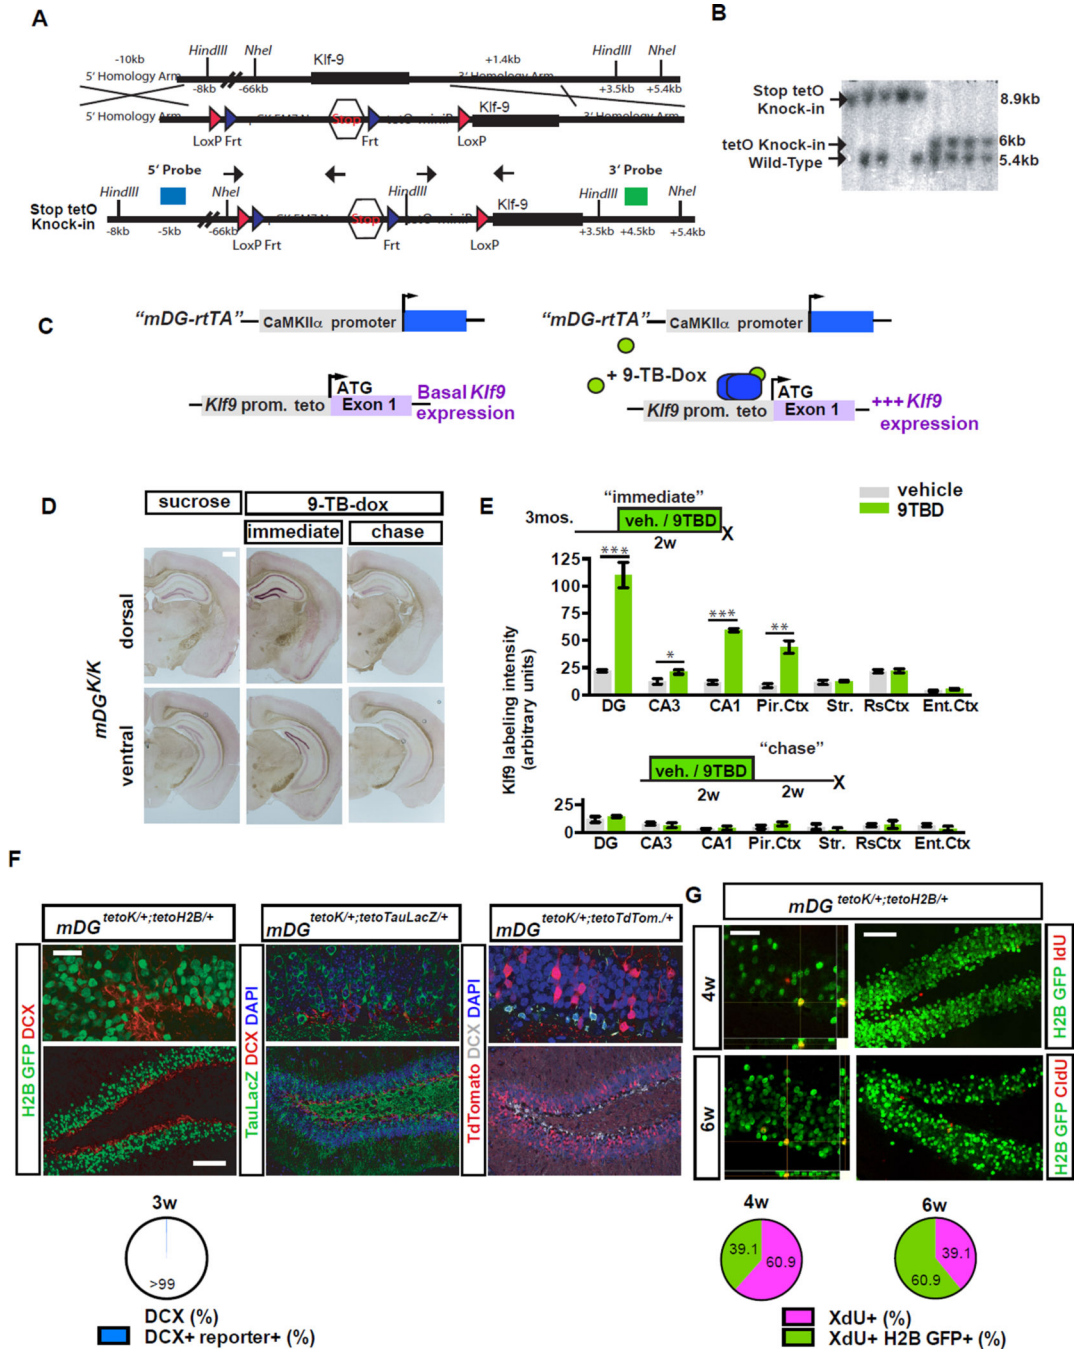 A
-10kb
HindIII
NheI
Klf-9
+1.4kb
HindIII
NheI
5' Homology Arm
3' Homology Arm
-8kb
-66kb
+3.5kb
+5.4kb
5' Homology Arm
Stop
Klf-9
3' Homology Arm
LoxP Frt
Frt
LoxP
5' Probe
3' Probe
HindIII
NheI
HindIII
Klf-9
HindIII
NheI
Stop tetO
Knock-in
Stop
-8kb
-5kb
-66kb
+3.5kb
+4.5kb
+5.4kb
LoxP Frt
Frt
LoxP
B
Stop tetO
Knock-in
8.9kb
tetO Knock-in
6kb
Wild-Type
5.4kb
C
“mDG-rtTA”
CaMKIIα promoter
ATG
Klf9 prom. teto
Exon 1
Basal Klf9
expression
“mDG-rtTA”
CaMKIIα promoter
+ 9-TB-Dox
ATG
Klf9 prom. teto
Exon 1
+++ Klf9
expression
D
sucrose
9-TB-dox
immediate
chase
mDG K/K
dorsal
ventral
E
vehicle
9TBD
“immediate”
3mos.
veh. / 9TBD
X
2w
Klf9 labeling intensity
(arbitrary units)
125
100
75
50
25
0
***
*
***
**
DG CA3 CA1 Pir.Ctx Str. RsCtx Ent.Ctx
“chase”
veh. / 9TBD
X
2w
2w
25
0
DG CA3 CA1 Pir.Ctx Str. RsCtx Ent.Ctx
F
mDG tetoK/+;tetoH2B/+
mDG tetoK/+;tetoTauLacZ/+
mDG tetoK/+;tetoTdTom./+
H2B GFP DCX
TauLacZ DCX DAPI
TdTomato DCX DAPI
3w
>99
DCX (%)
DCX+ reporter+ (%)
G
mDG tetoK/+;tetoH2B/+
4w
H2B GFP IdU
6w
H2B GFP CldU
4w
39.1
60.9
6w
39.1
60.9
XdU+ (%)
XdU+ H2B GFP+ (%)